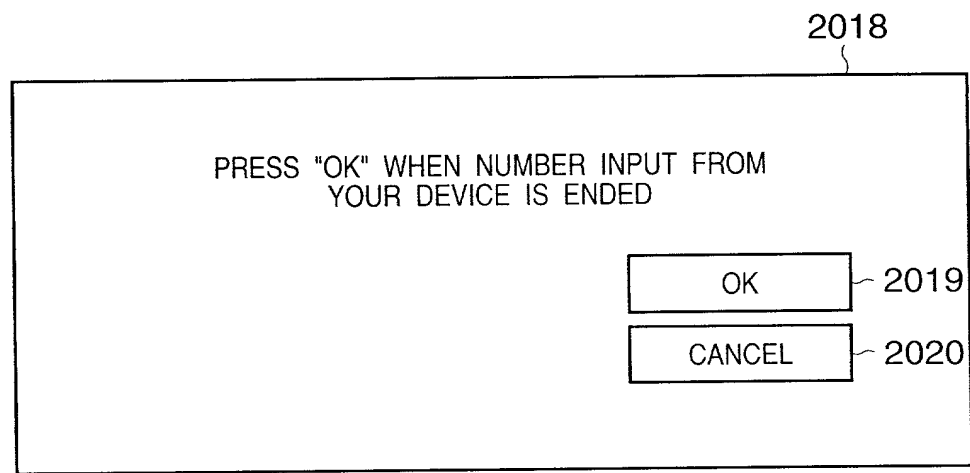 2018
PRESS "OK" WHEN NUMBER INPUT FROM
YOUR DEVICE IS ENDED
OK
2019
CANCEL
2020